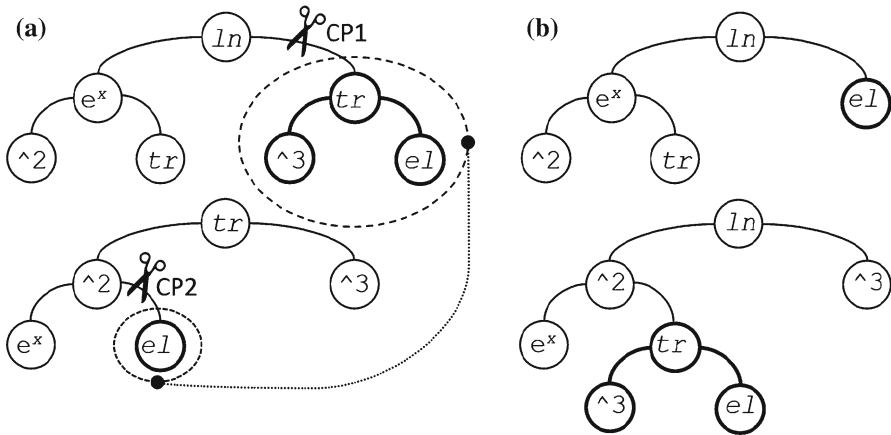 (a)
ln
CP1
e^x
tr
^2
tr
^3
el
tr
^2
CP2
^3
e^x
el
(b)
ln
e^x
el
^2
tr
ln
^2
^3
e^x
tr
^3
el